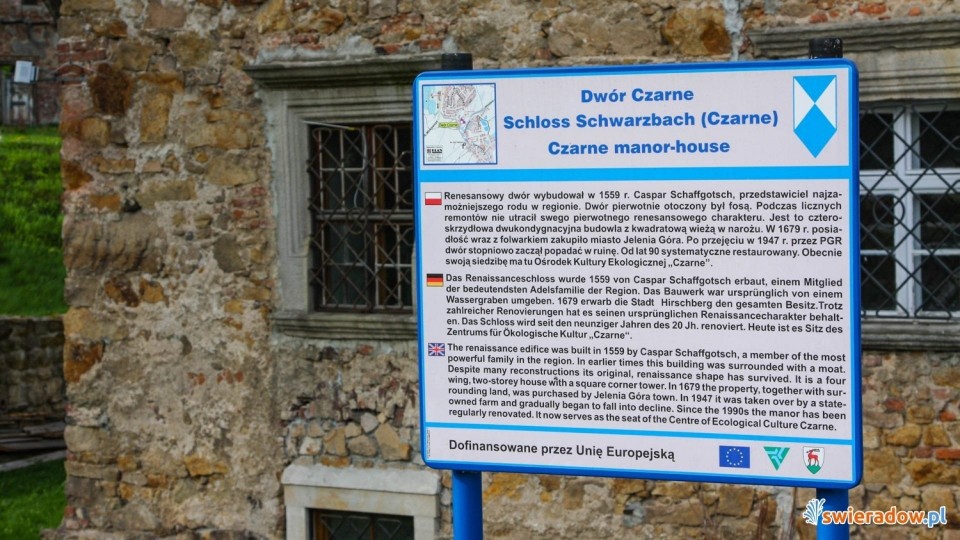 Dwór Czarne
Schloss Schwarzbach (Czarne)
Czarne manor-house
Renesansowy dwór wybudował w 1559 r. Caspar Schaffgotsch, przedstawiciel najza-
możniejszego rodu w regionie. Dwór pierwotnie otoczony był fosą. Podczas licznych
remontów nie utracił swego pierwotnego renesansowego charakteru. Jest to cztero-
skrzydłowa dwukondygnacyjna budowla z kwadratową wieżą w narożu. W 1679 r. posia-
dłość wraz z folwarkiem zakupiło miasto Jelenia Góra. Po przejęciu w 1947 r. przez PGR
dwór stopniowo zaczął popadać w ruinę. Od lat 90 systematyczne restaurowany. Obecnie
swoją siedzibę ma tu Ośrodek Kultury Ekologicznej „Czarne".
Das Renaissanceschloss wurde 1559 von Caspar Schaffgotsch erbaut, einem Mitglied
der bedeutendsten Adelsfamilie der Region. Das Bauwerk war ursprünglich von einem
Wassergraben umgeben. 1679 erwarb die Stadt Hirschberg den gesamten Besitz.Trotz
zahlreicher Renovierungen hat es seinen ursprünglichen Renaissancecharakter behalt-
en. Das Schloss wird seit den neunziger Jahren des 20 Jh. renoviert. Heute ist es Sitz des
Zentrums für Ökologische Kultur „Czarne".
The renaissance edifice was built in 1559 by Caspar Schaffgotsch, a member of the most
powerful family in the region. In earlier times this building was surrounded with a moat.
Despite many reconstructions its original, renaissance shape has survived. It is a four
wing, two-storey house with a square corner tower. In 1679 the property, together with sur-
rounding land, was purchased by Jelenia Góra town. In 1947 it was taken over by a state-
owned farm and gradually began to fall into decline. Since the 1990s the manor has been
regularly renovated. It now serves as the seat of the Centre of Ecological Culture Czarne.
Dofinansowane przez Unię Europejską
swieradow.pl